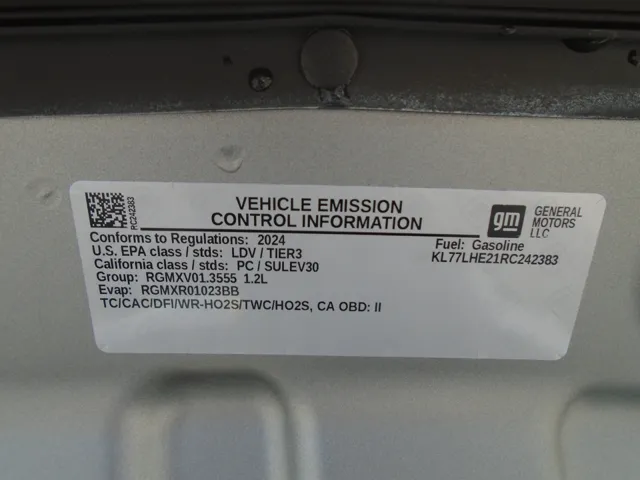 RC242383
VEHICLE EMISSION
CONTROL INFORMATION
gm
GENERAL
MOTORS
LLC
Conforms to Regulations: 2024
U.S. EPA class / stds: LDV / TIER3
California class / stds: PC / SULEV30
Group: RGMXV01.3555 1.2L
Evap: RGMXR01023BB
TC/CAC/DFI/WR-HO2S/TWC/HO2S, CA OBD: II
Fuel: Gasoline
KL77LHE21RC242383